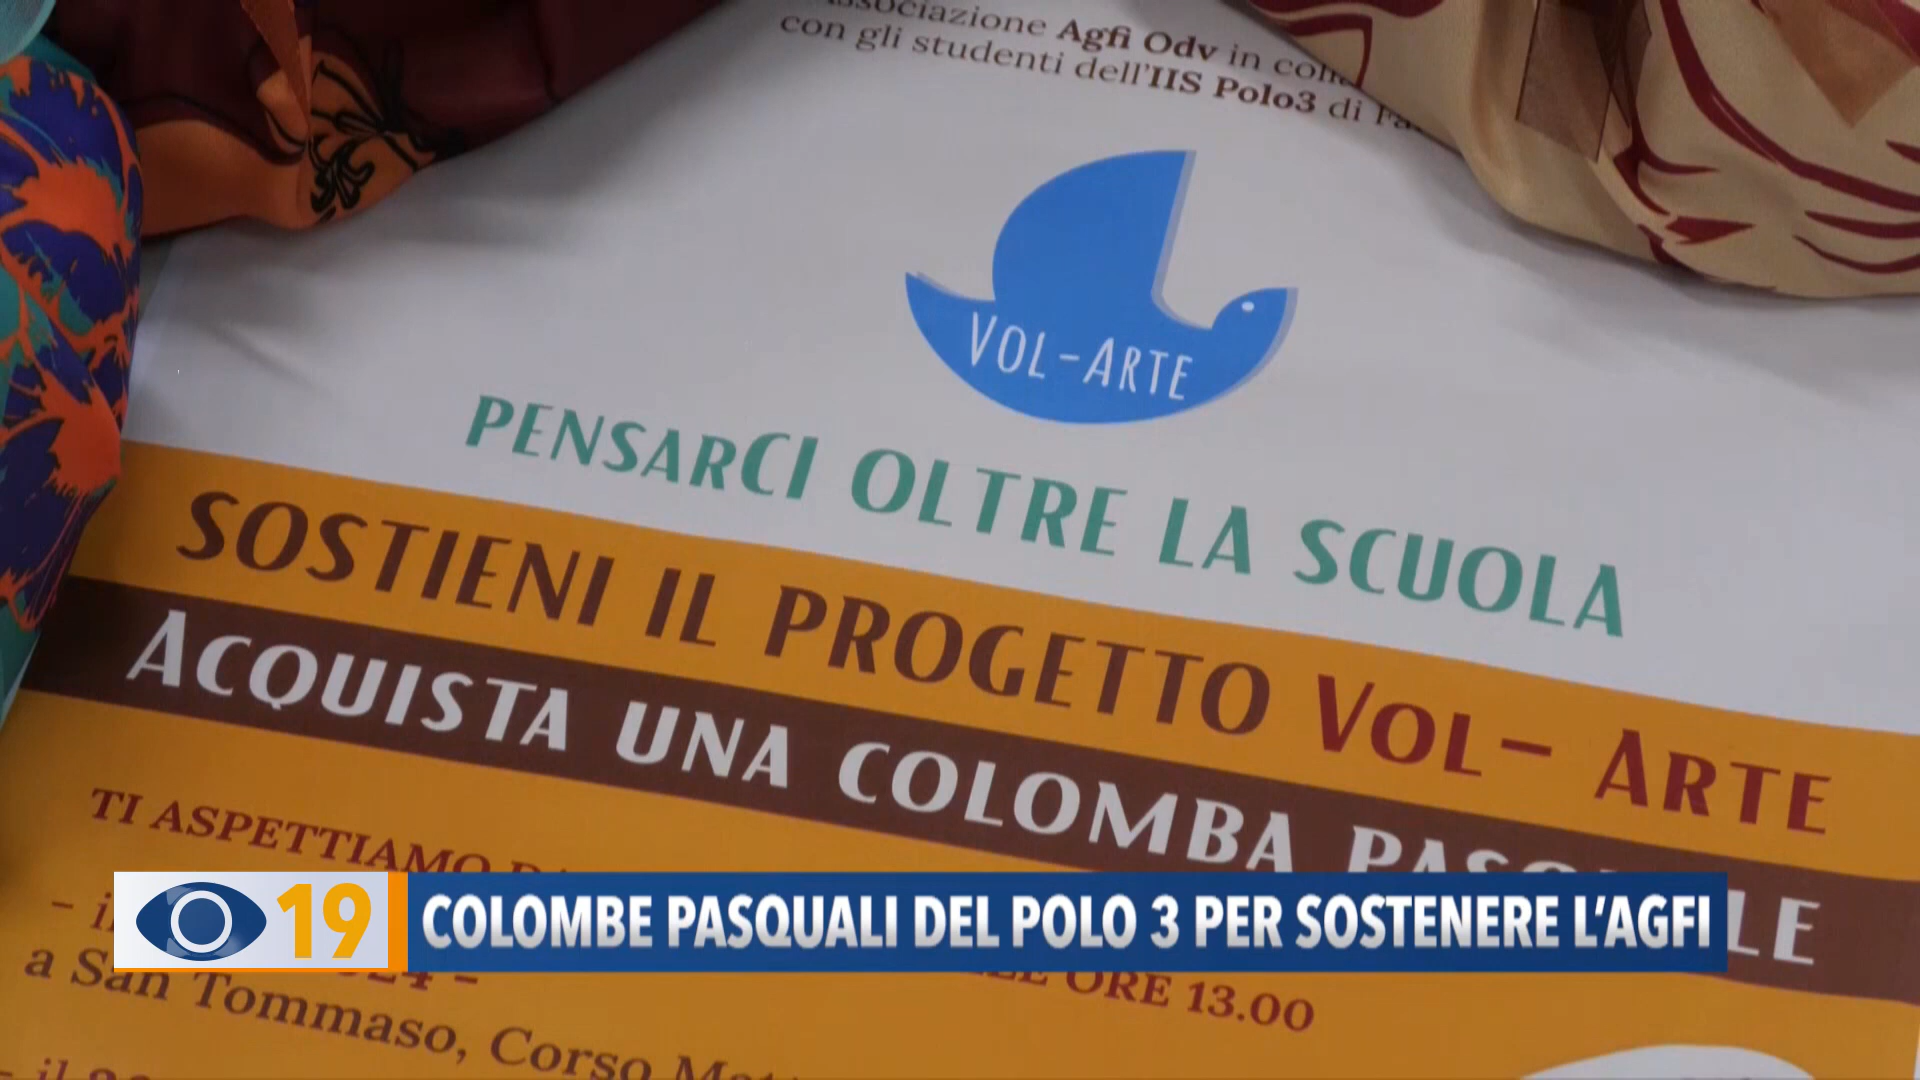 Associazione Agfi Odv in
con gli studenti dell'IIS Polo3 di
VOL-ARTE
PENSARCI OLTRE LA SCUOLA
SOSTIENI IL PROGETTO VOL- ARTE
ACQUISTA UNA COLOMBA
TI ASPETTIAMO
19 COLOMBE PASQUALI DEL POLO 3 PER SOSTENERE L'AGFI
ORE 13.00
a San Tommaso, Corso
- il